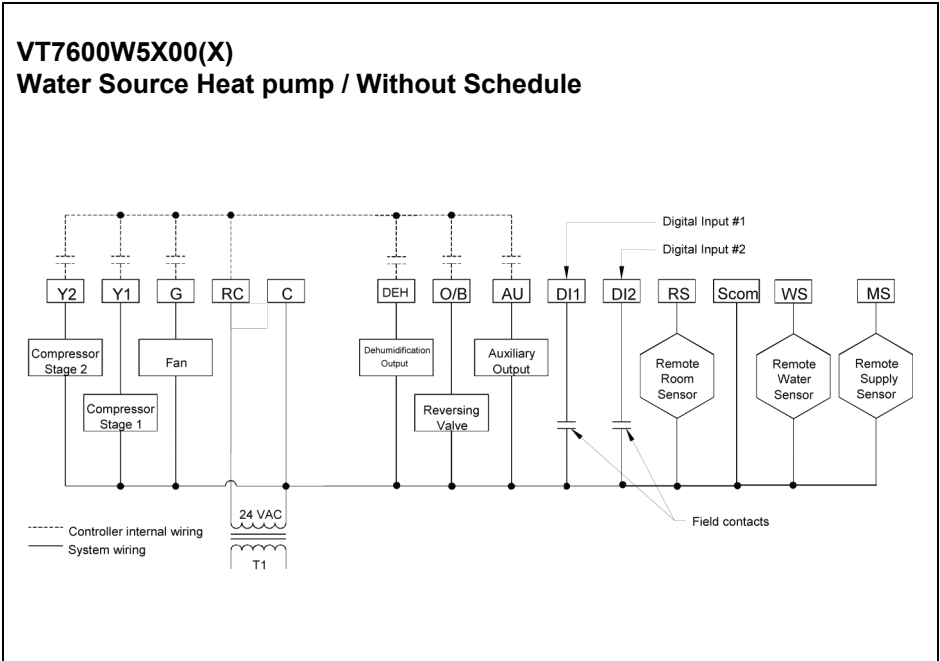 VT7600W5X00(X)
Water Source Heat pump / Without Schedule
Digital Input #1
Digital Input #2
Y2 Y1 G RC C DEH O/B AU DI1 DI2 RS Scom WS MS
Compressor
Stage 2
Compressor
Stage 1
Fan
Dehumidification
Output
Reversing
Valve
Auxiliary
Output
Remote
Room
Sensor
Remote
Water
Sensor
Remote
Supply
Sensor
24 VAC
T1
Field contacts
Controller internal wiring
System wiring